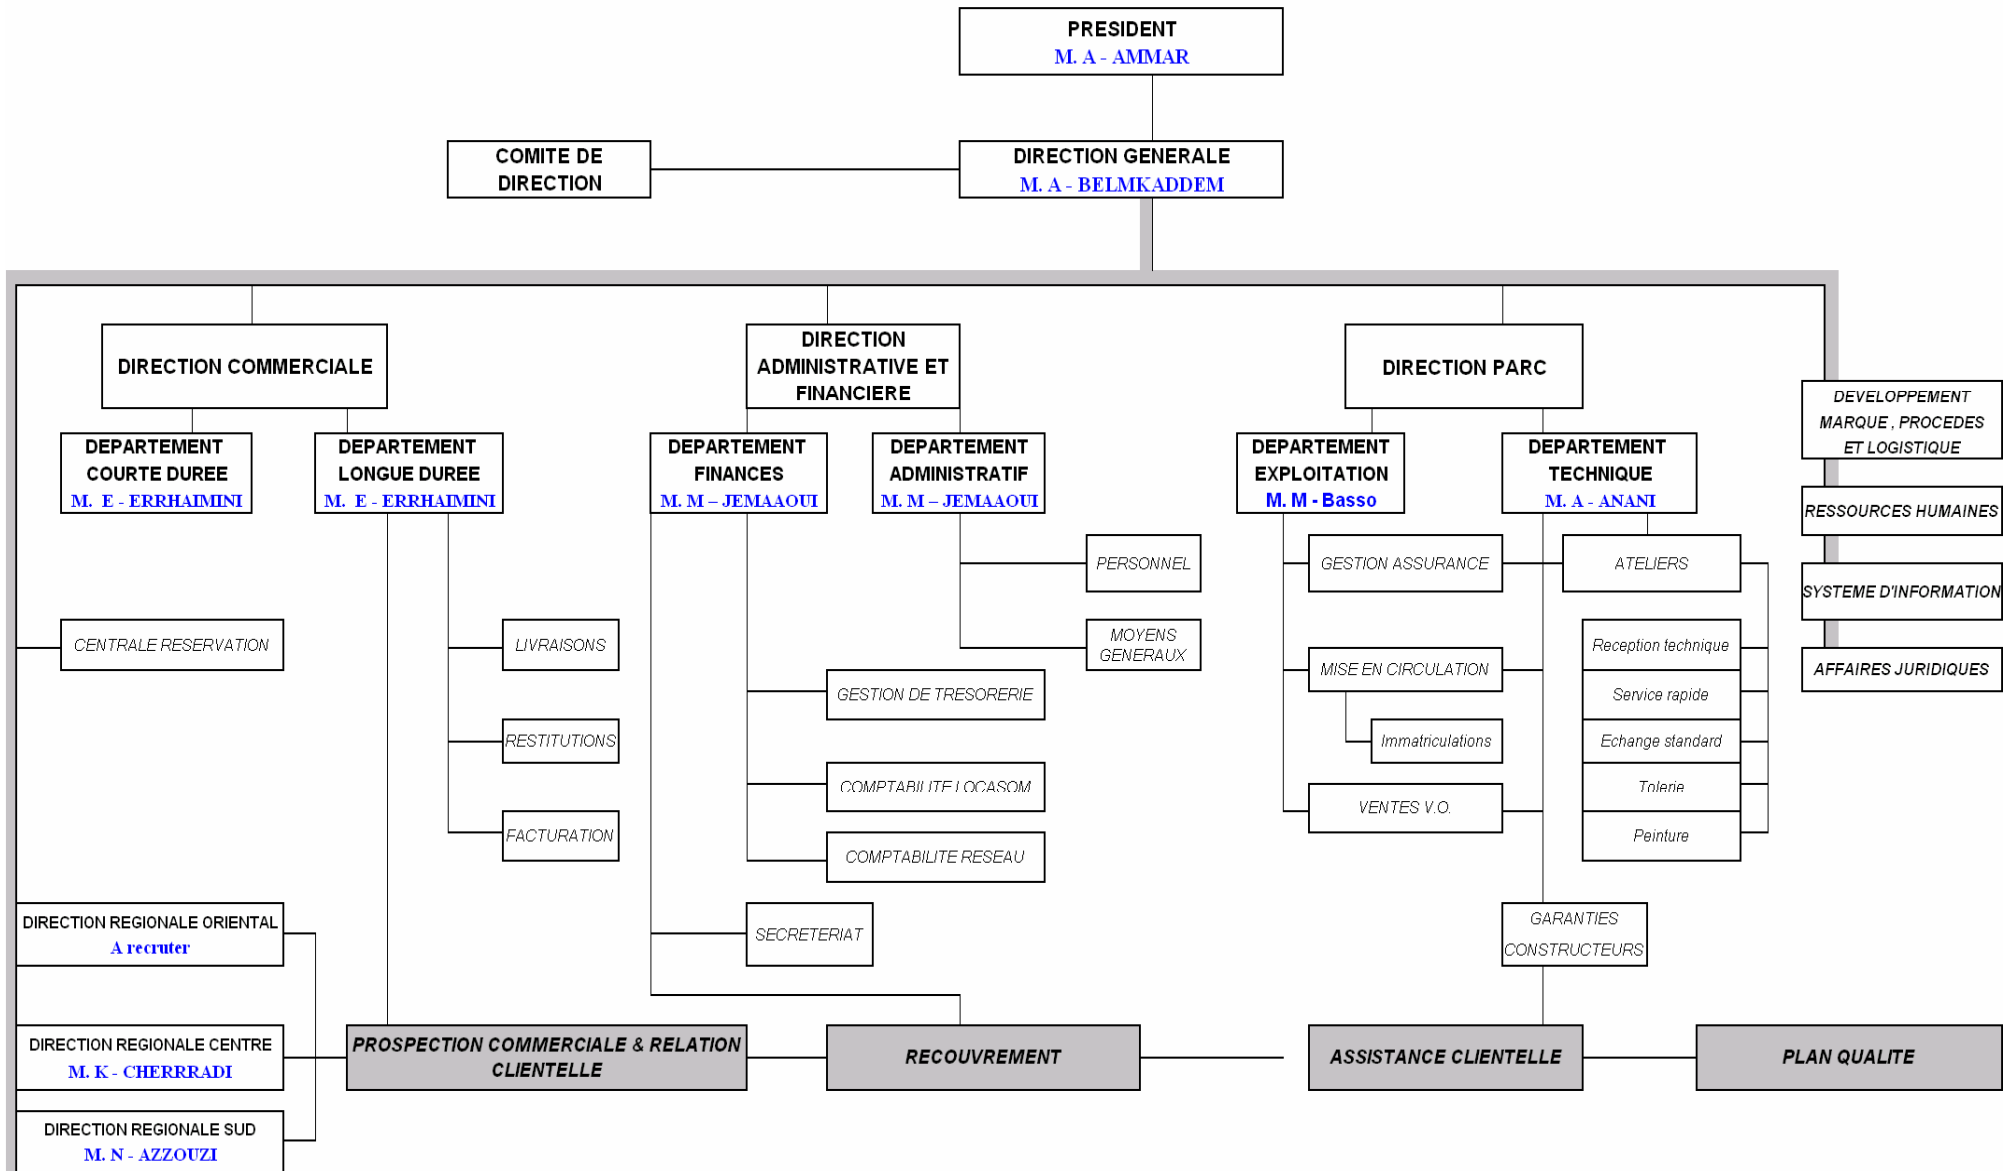 PRESIDENT
M. A - AMMAR
COMITE DE
DIRECTION
DIRECTION GENERALE
M. A - BELMKADDEM
DIRECTION COMMERCIALE
DIRECTION
ADMINISTRATIVE ET
FINANCIERE
DIRECTION PARC
DEVELOPPEMENT
MARQUE , PROCEDES
ET LOGISTIQUE
RESSOURCES HUMAINES
SYSTEME D'INFORMATION
AFFAIRES JURIDIQUES
DEPARTEMENT
COURTE DUREE
M. E - ERRHAIMINI
DEPARTEMENT
LONGUE DUREE
M. E - ERRHAIMINI
DEPARTEMENT
FINANCES
M. M – JEMAAOUI
DEPARTEMENT
ADMINISTRATIF
M. M – JEMAAOUI
DEPARTEMENT
EXPLOITATION
M. M - Basso
DEPARTEMENT
TECHNIQUE
M. A - ANANI
CENTRALE RESERVATION
LIVRAISONS
RESTITUTIONS
FACTURATION
PERSONNEL
MOYENS
GENERAUX
GESTION DE TRESORERIE
COMPTABILITE LOCASOM
COMPTABILITE RESEAU
SECRETERIAT
GESTION ASSURANCE
MISE EN CIRCULATION
Immatriculations
VENTES V.O.
ATELIERS
Reception technique
Service rapide
Echange standard
Tolerie
Peinture
GARANTIES
CONSTRUCTEURS
DIRECTION REGIONALE ORIENTAL
A recruter
DIRECTION REGIONALE CENTRE
M. K - CHERRRADI
DIRECTION REGIONALE SUD
M. N - AZZOUZI
PROSPECTION COMMERCIALE & RELATION
CLIENTELLE
RECOUVREMENT
ASSISTANCE CLIENTELLE
PLAN QUALITE